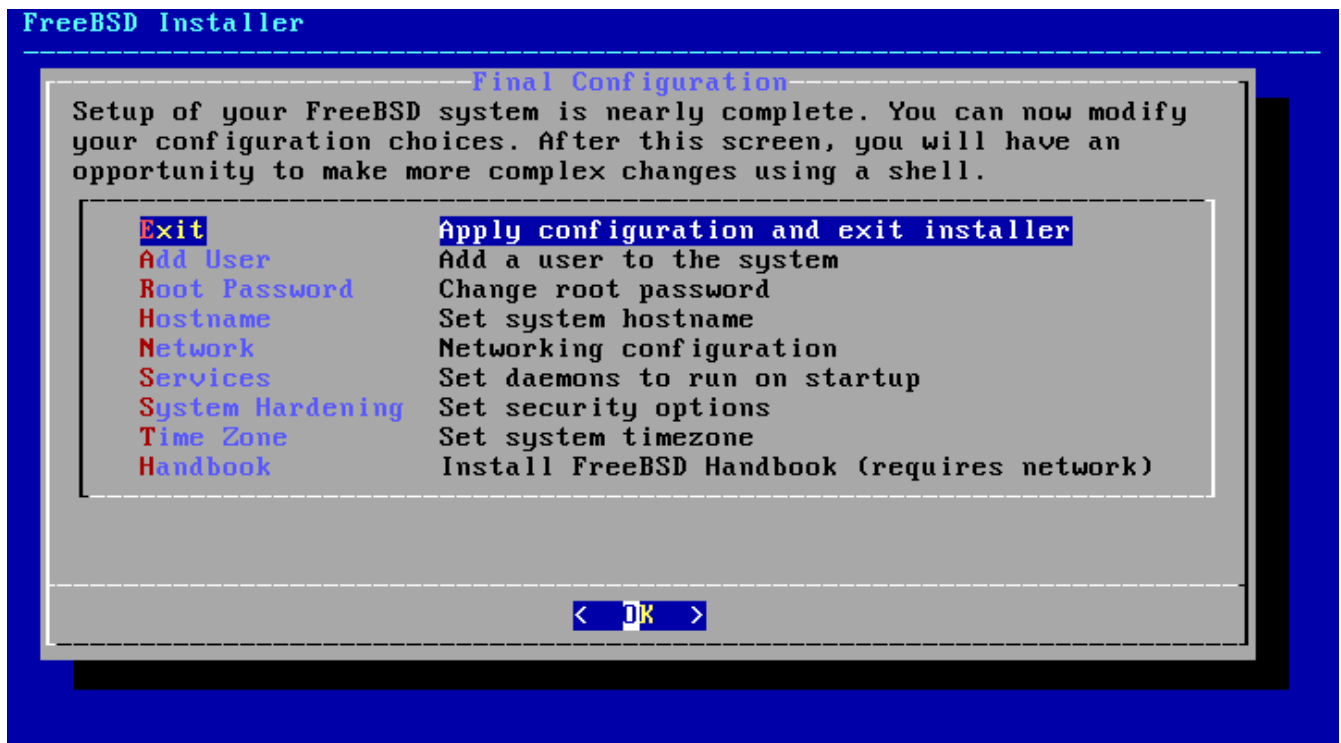 FreeBSD Installer
Final Configuration
Setup of your FreeBSD system is nearly complete. You can now modify
your configuration choices. After this screen, you will have an
opportunity to make more complex changes using a shell.
Exit Apply configuration and exit installer
Add User Add a user to the system
Root Password Change root password
Hostname Set system hostname
Network Networking configuration
Services Set daemons to run on startup
System Hardening Set security options
Time Zone Set system timezone
Handbook Install FreeBSD Handbook (requires network)
< OK >